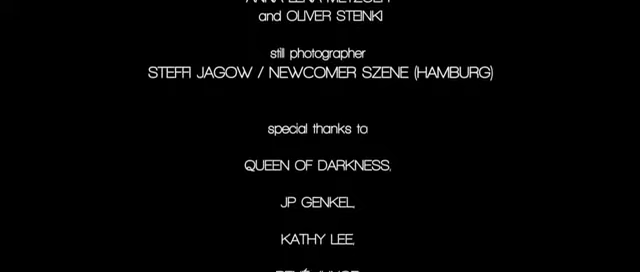 and OLIVER STEINKI
still photographer
STEFFI JAGOW / NEWCOMER SZENE (HAMBURG)
special thanks to
QUEEN OF DARKNESS,
JP GENKEL,
KATHY LEE,